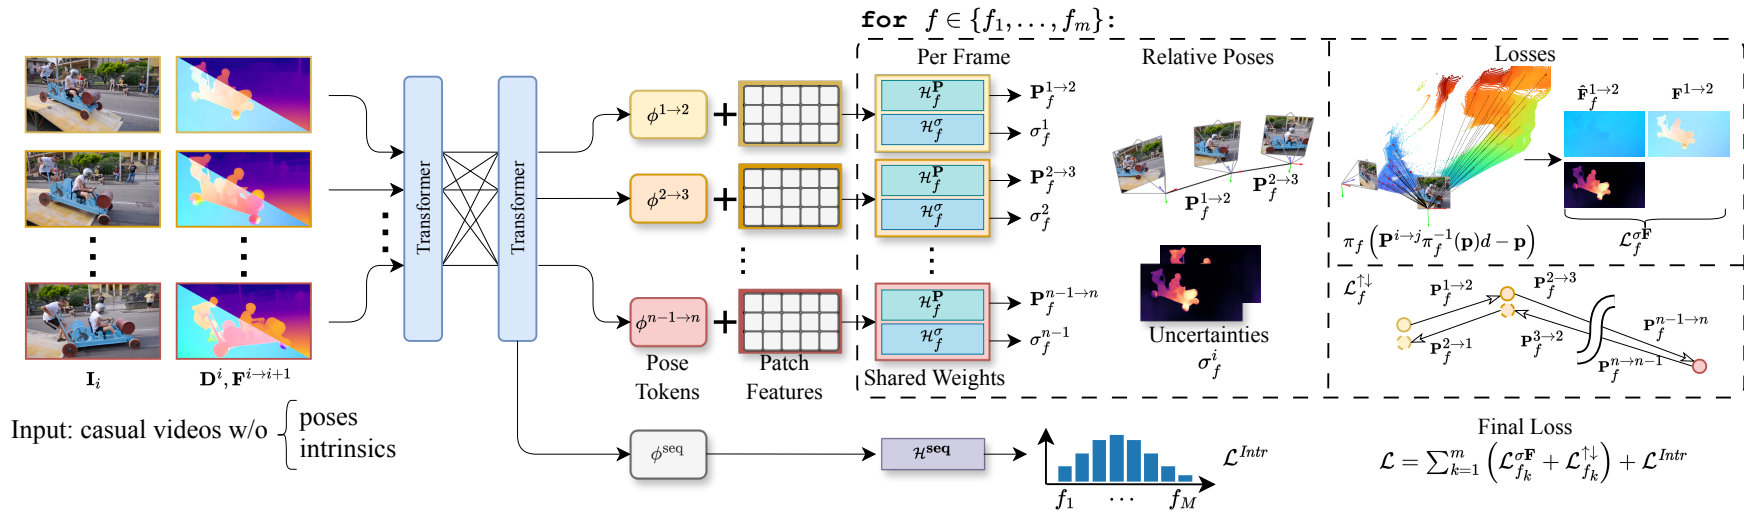 for f ∈ {f_1, . . . , f_m}:
Per Frame
Relative Poses
Losses
Transformer
Transformer
ϕ^{1→2}
+
H_f^P
H_f^σ
P_f^{1→2}
σ_f^1
ϕ^{2→3}
+
H_f^P
H_f^σ
P_f^{2→3}
σ_f^2
ϕ^{n−1→n}
+
H_f^P
H_f^σ
P_f^{n−1→n}
σ_f^{n−1}
P_f^{1→2}
P_f^{2→3}
F̂_f^{1→2}
F^{1→2}
π_f (P^{i→j} π_f^{-1}(p)d − p)
L_f^{σF}
L_f^{↑↓}
P_f^{1→2}
P_f^{2→3}
P_f^{n−1→n}
P_f^{2→1}
P_f^{3→2}
P_f^{n→n−1}
Uncertainties
σ_f^i
I_i
D^i, F^{i→i+1}
Pose
Tokens
Patch
Features
Shared Weights
Input: casual videos w/o { poses
intrinsics
ϕ^{seq}
H^{seq}
f_1 ⋯ f_M
L^{Intr}
Final Loss
L = ∑_{k=1}^m (L_{f_k}^{σF} + L_{f_k}^{↑↓}) + L^{Intr}